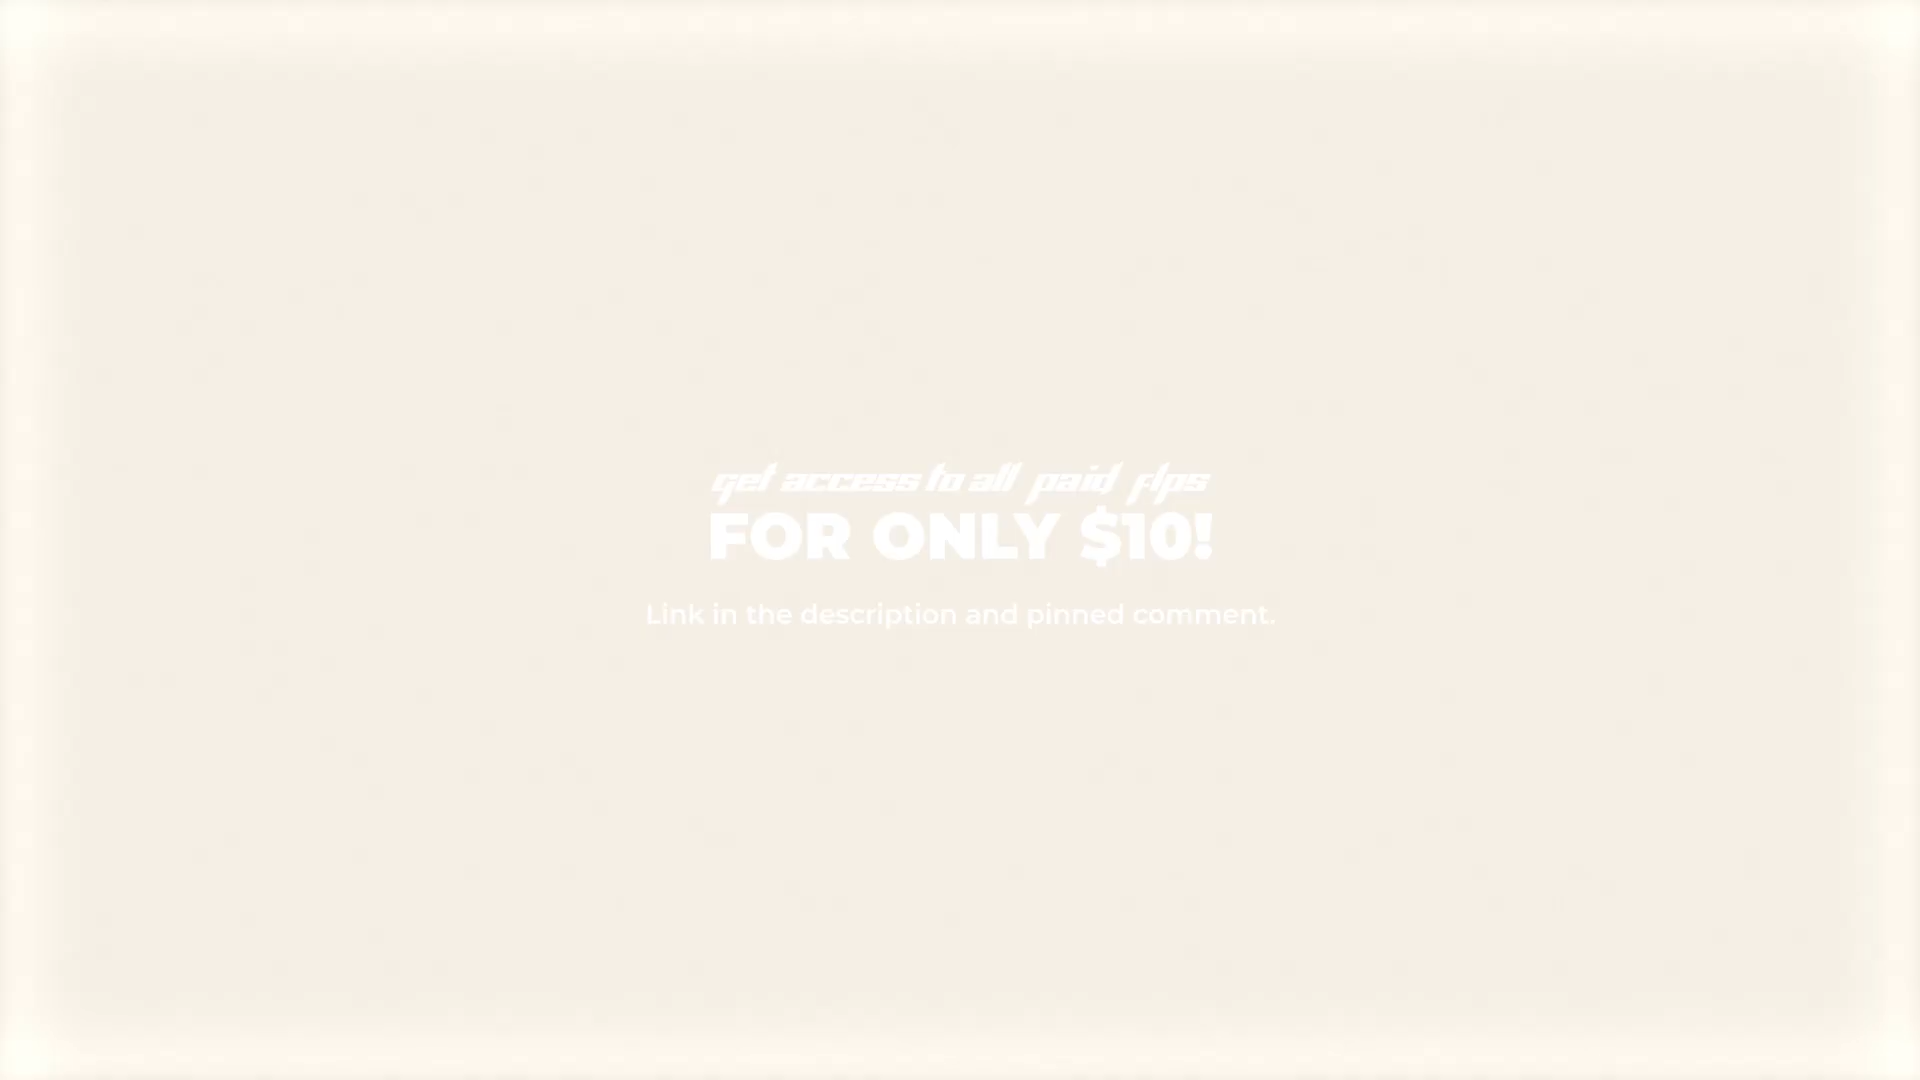 get access to all paid flps
FOR ONLY $10!
Link in the description and pinned comment.